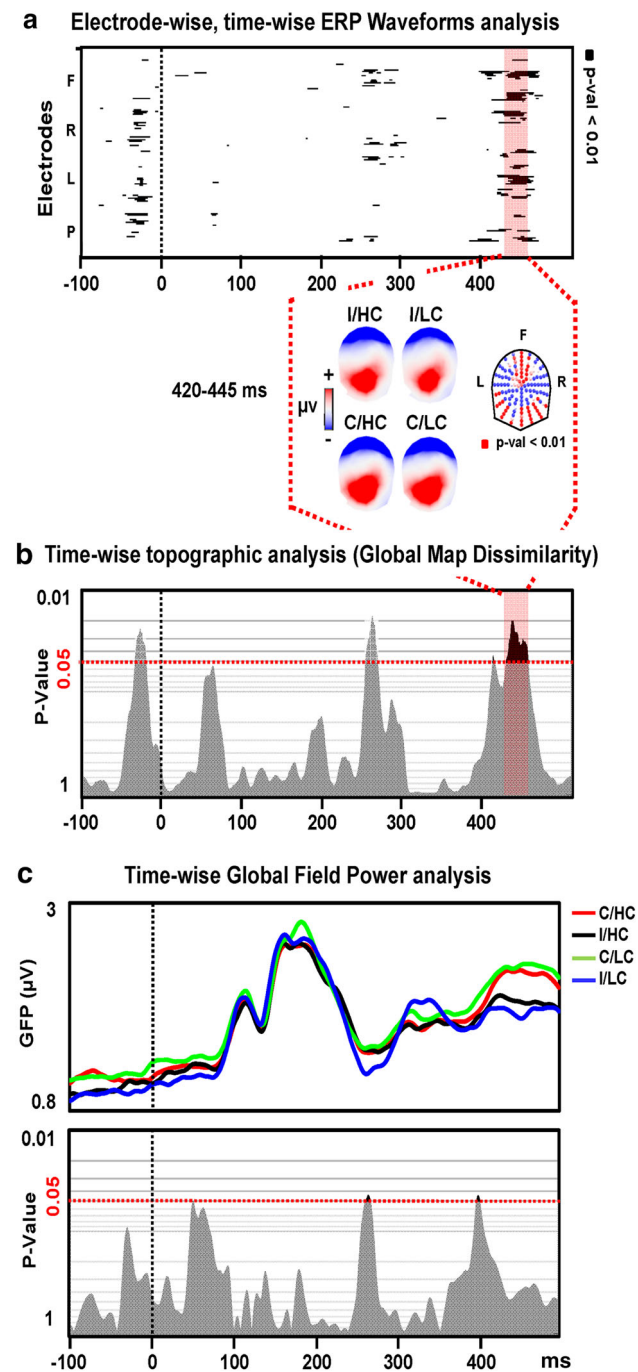 a Electrode-wise, time-wise ERP Waveforms analysis
Electrodes
F
R
L
P
p-val < 0.01
-100 0 100 200 300 400
420-445 ms
I/HC I/LC
+
μv
-
C/HC C/LC
F
L R
p-val < 0.01
b Time-wise topographic analysis (Global Map Dissimilarity)
0.01
0.05
P-Value
1
-100 0 100 200 300 400
c Time-wise Global Field Power analysis
3
GFP (μV)
0.8
C/HC
I/HC
C/LC
I/LC
0.01
0.05
P-Value
1
-100 0 100 200 300 400 ms